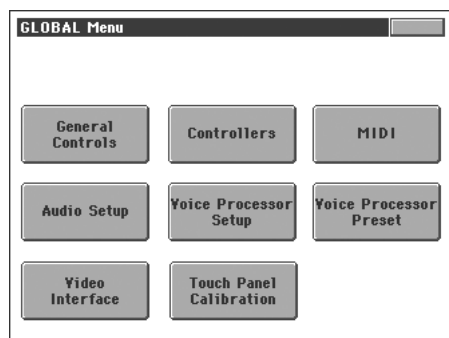 GLOBAL Menu
General
Controls
Controllers
MIDI
Audio Setup
Voice Processor
Setup
Voice Processor
Preset
Video
Interface
Touch Panel
Calibration